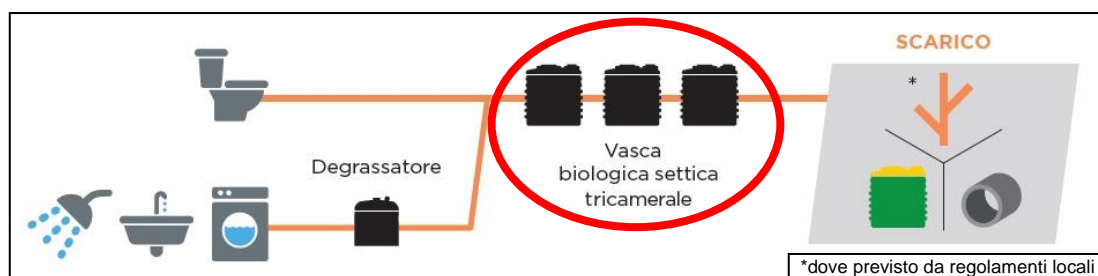 SCARICO
*
Degrassatore
Vasca
biologica settica
tricamerale
*dove previsto da regolamenti locali